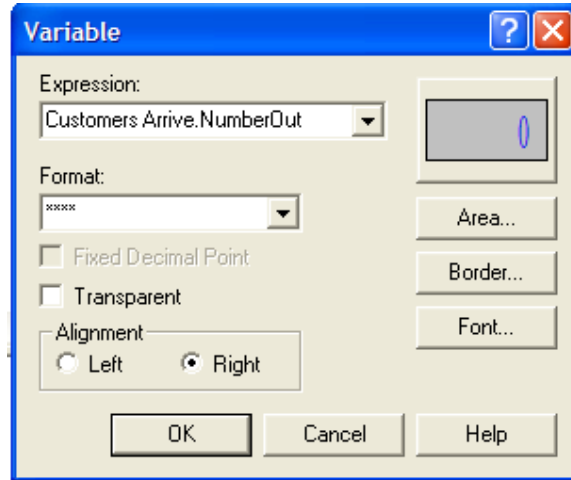 Variable
Expression:
Customers Arrive.NumberOut
0
Format:
****
Area...
Fixed Decimal Point
Border...
Transparent
Font...
Alignment
Left Right
OK Cancel Help